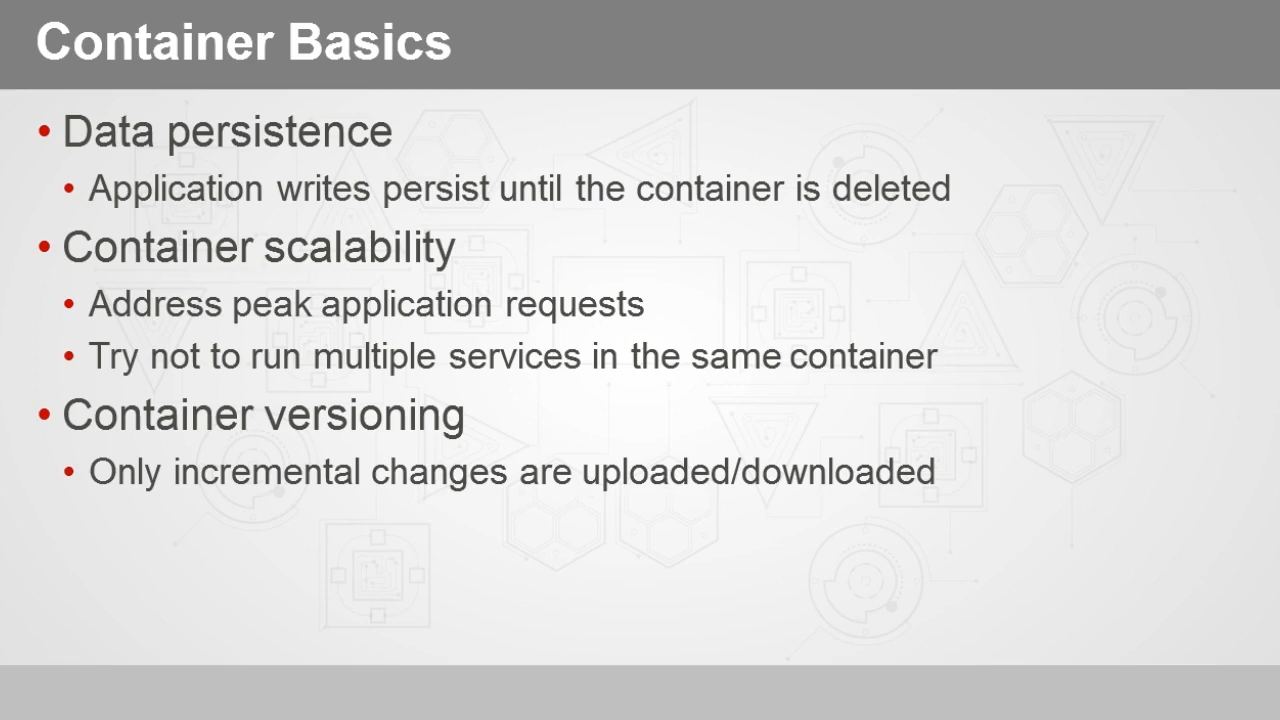 Container Basics
• Data persistence
• Application writes persist until the container is deleted
• Container scalability
• Address peak application requests
• Try not to run multiple services in the same container
• Container versioning
• Only incremental changes are uploaded/downloaded